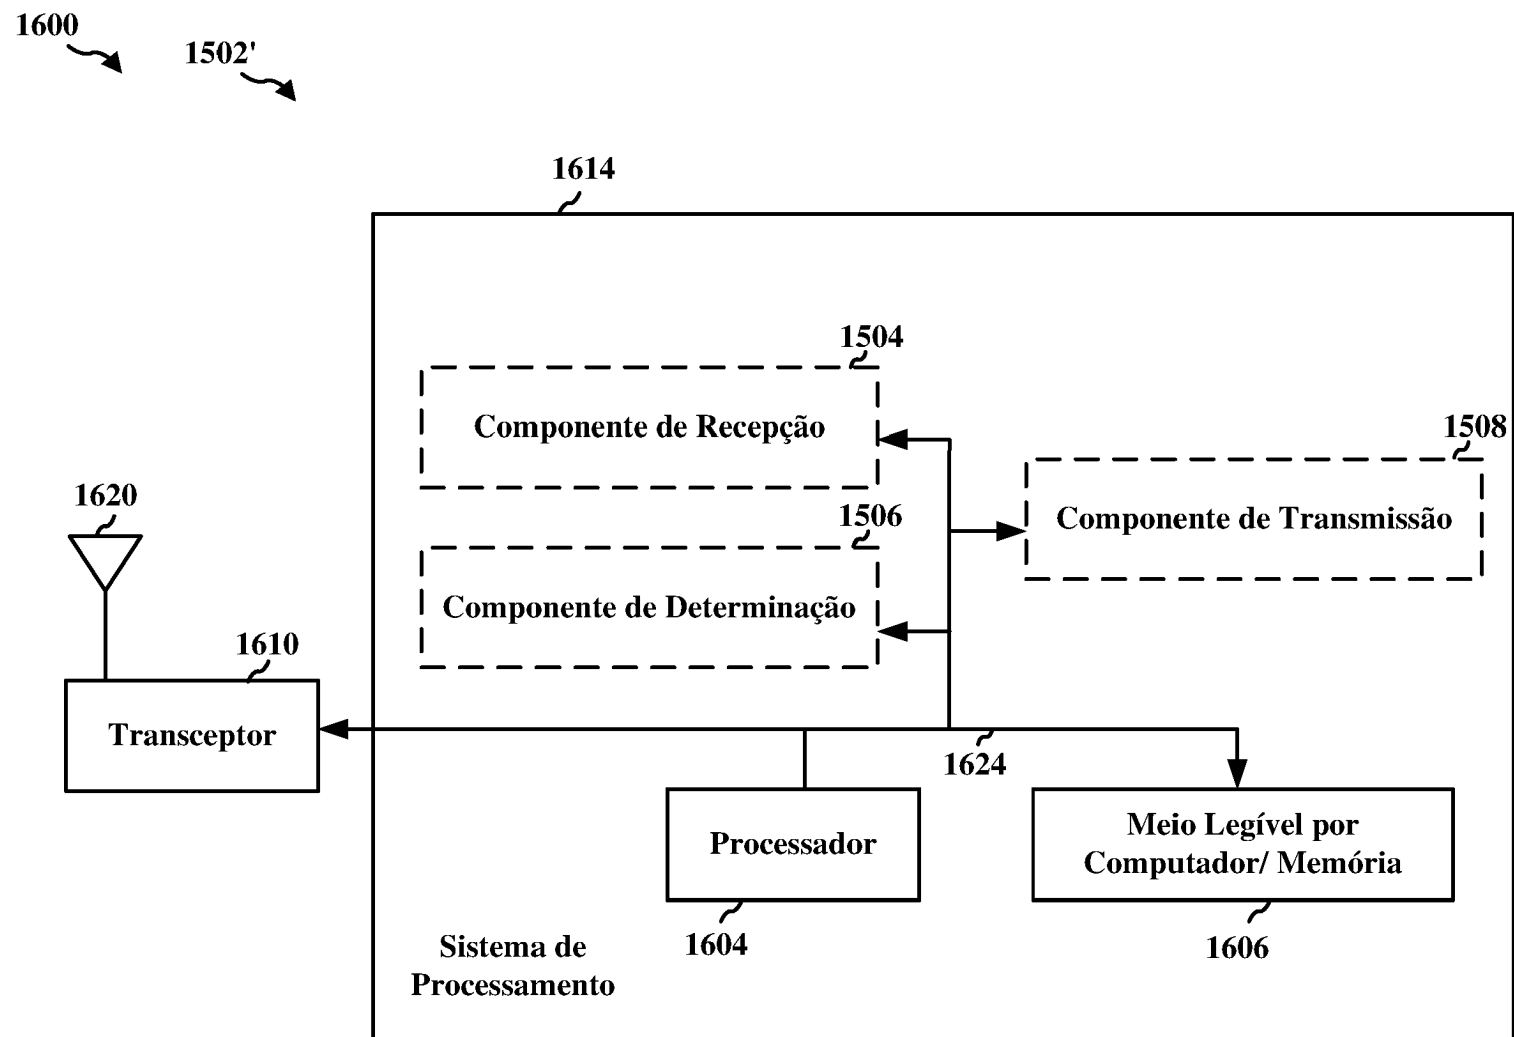 1600
1502'
1614
1504
Componente de Recepção
1508
Componente de Transmissão
1620
1506
Componente de Determinação
1610
Transceptor
1624
Processador
Meio Legível por
Computador/ Memória
1604
1606
Sistema de
Processamento